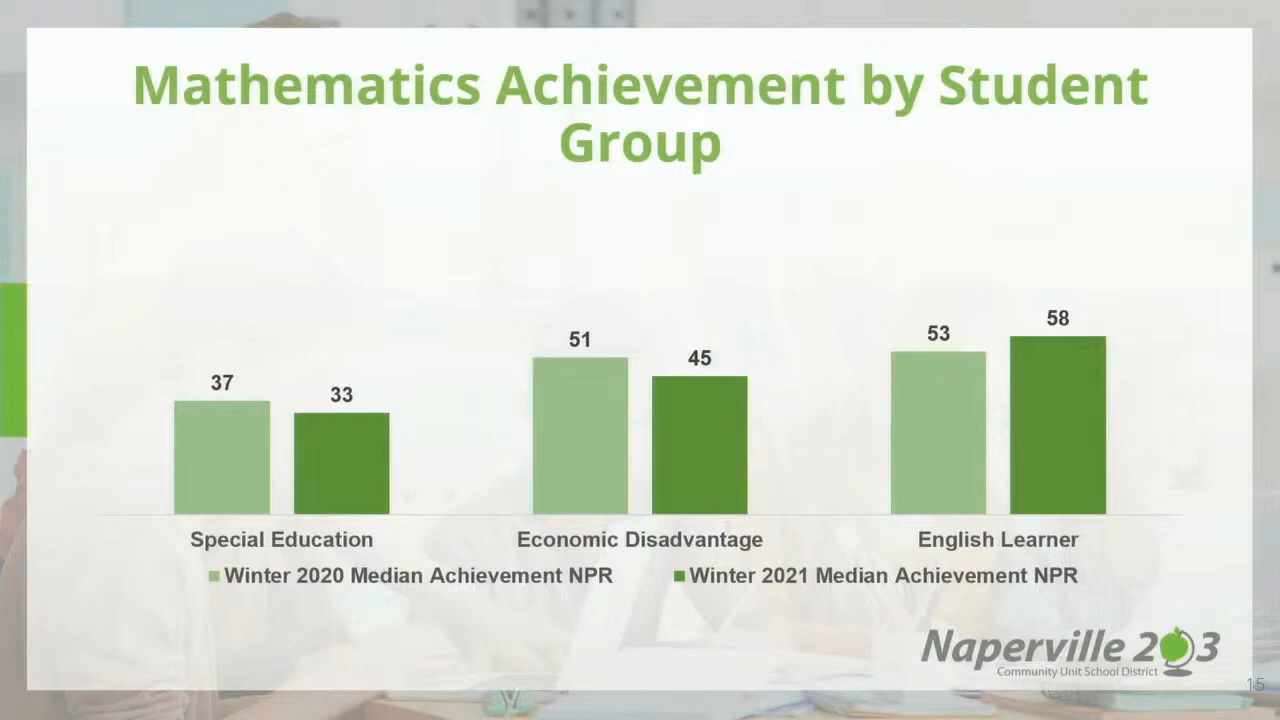 Mathematics Achievement by Student
Group
37
33
51
45
53
58
Special Education
Economic Disadvantage
English Learner
Winter 2020 Median Achievement NPR
Winter 2021 Median Achievement NPR
Naperville 203
Community Unit School District
15